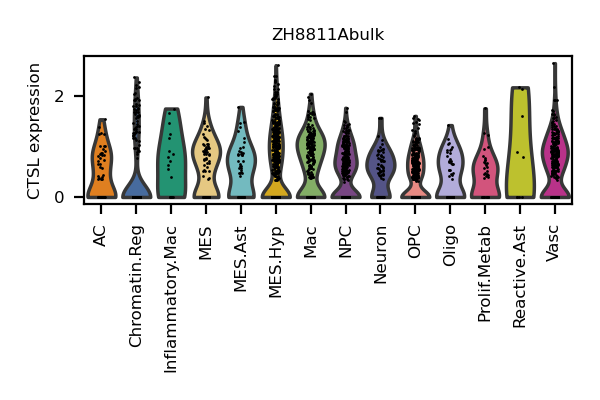 ZH8811Abulk
CTSL expression
2
0
AC
Chromatin.Reg
Inflammatory.Mac
MES
MES.Ast
MES.Hyp
Mac
NPC
Neuron
OPC
Oligo
Prolif.Metab
Reactive.Ast
Vasc